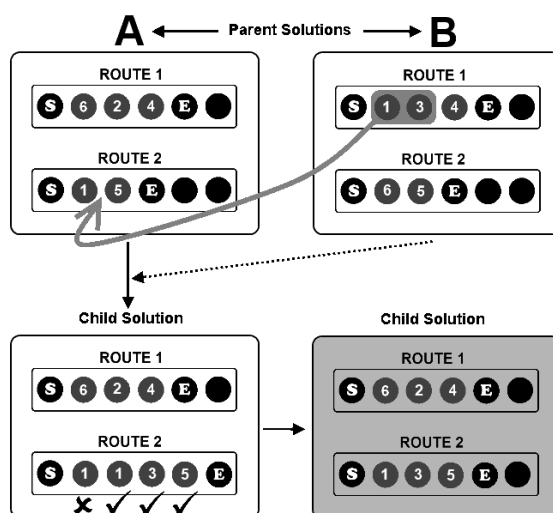 A Parent Solutions B
ROUTE 1
S 6 2 4 E
ROUTE 2
S 1 5 E
ROUTE 1
S 1 3 4 E
ROUTE 2
S 6 5 E
Child Solution
ROUTE 1
S 6 2 4 E
ROUTE 2
S 1 1 3 5 E
Child Solution
ROUTE 1
S 6 2 4 E
ROUTE 2
S 1 3 5 E